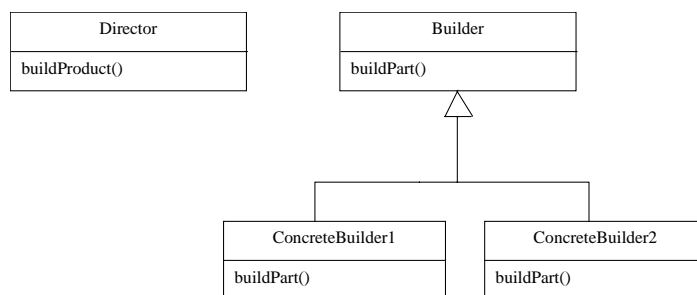 Director
buildProduct()
Builder
buildPart()
ConcreteBuilder1
buildPart()
ConcreteBuilder2
buildPart()